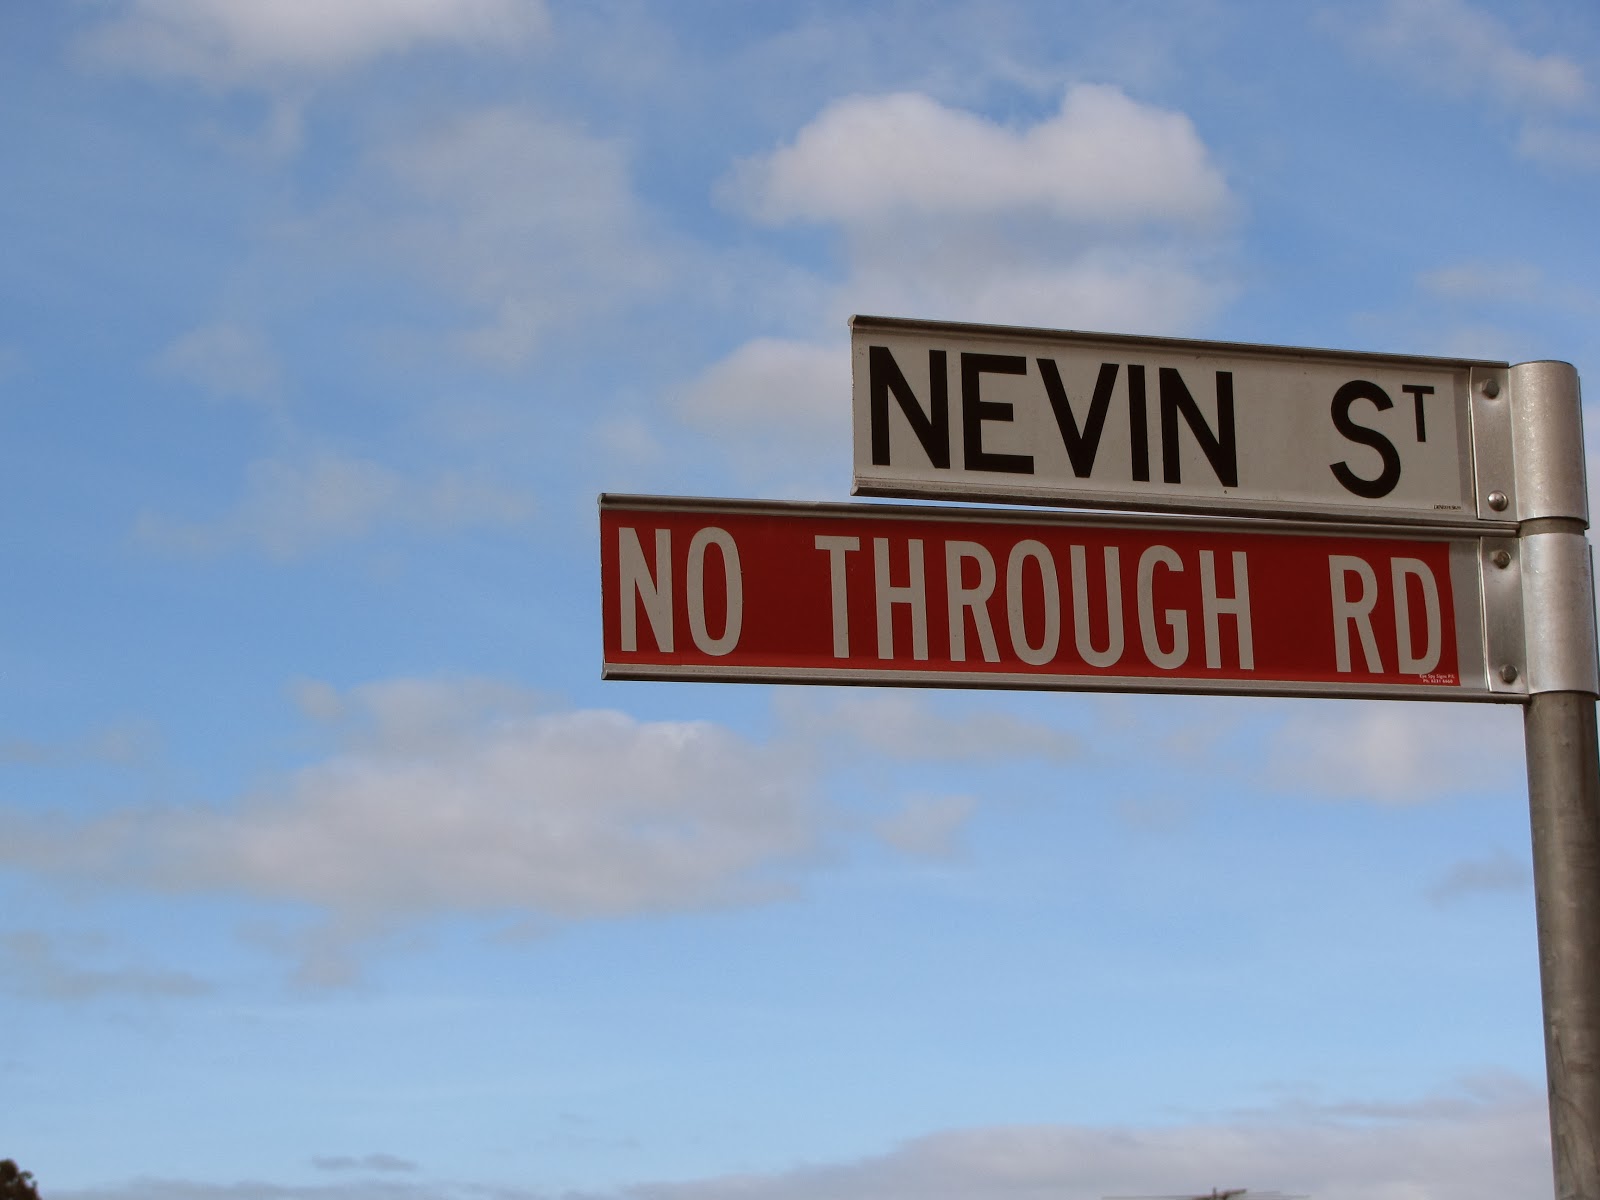 NEVIN ST
NO THROUGH RD